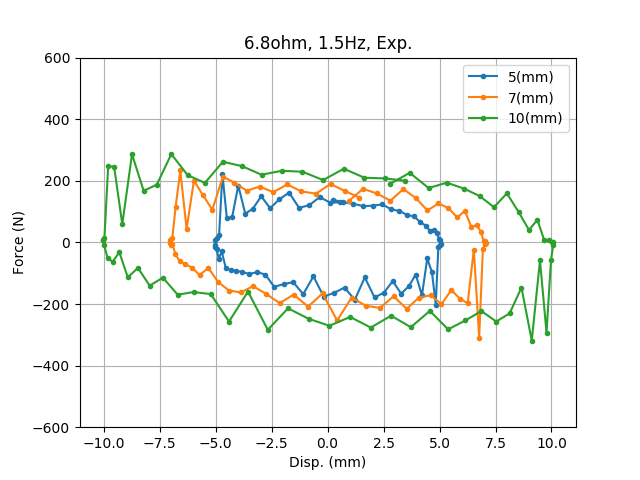 6.8ohm, 1.5Hz, Exp.
5(mm)
7(mm)
10(mm)
Force (N)
600
400
200
0
−200
−400
−600
−10.0 −7.5 −5.0 −2.5 0.0 2.5 5.0 7.5 10.0
Disp. (mm)